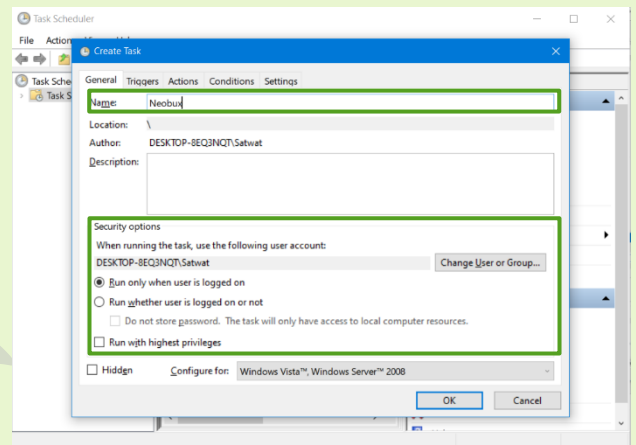 Task Scheduler
File Action
Create Task
Task Sche
Task S
General Triggers Actions Conditions Settings
Name: Neobux
Location: \
Author: DESKTOP-8EQ3NQT\Satwat
Description:
Security options
When running the task, use the following user account:
DESKTOP-8EQ3NQT\Satwat
Change User or Group...
Run only when user is logged on
Run whether user is logged on or not
Do not store password. The task will only have access to local computer resources.
Run with highest privileges
Hidden Configure for: Windows Vista™, Windows Server™ 2008
OK Cancel